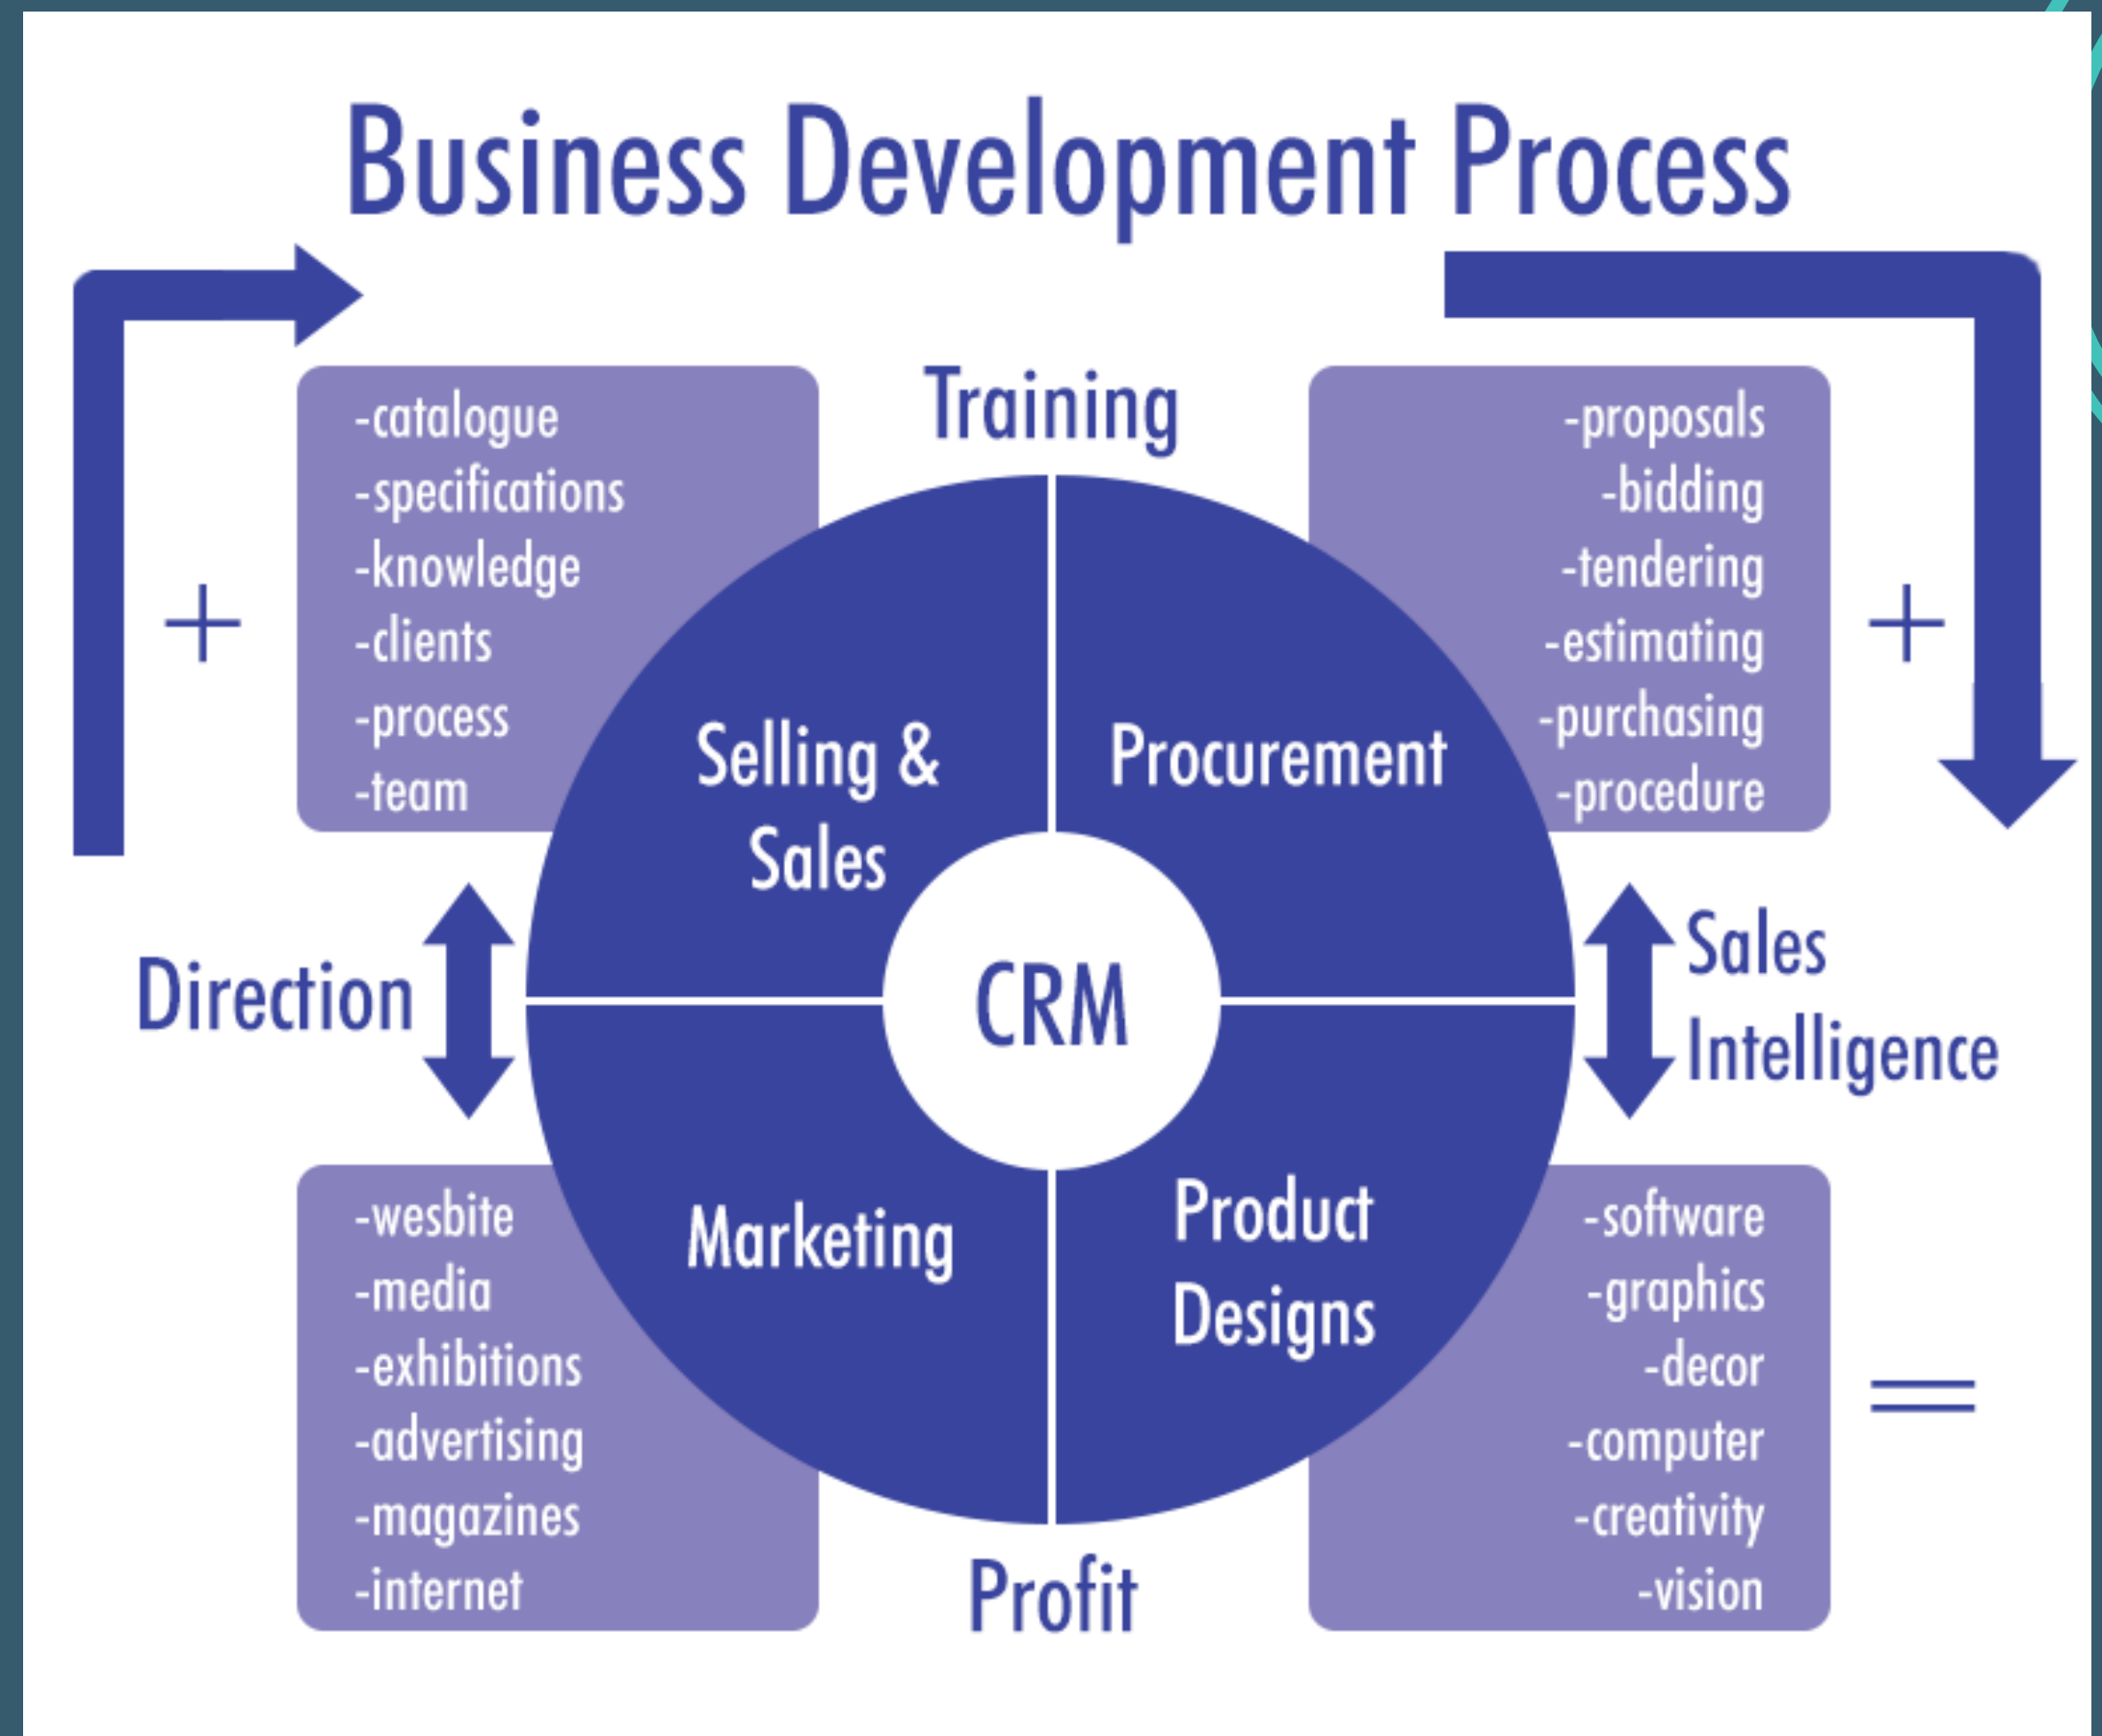 Business Development Process
Training
-catalogue
-specifications
-knowledge
-clients
-process
-team
+
-proposals
-bidding
-tendering
-estimating
-purchasing
-procedure
+
Selling &
Sales
Procurement
CRM
Direction
Sales
Intelligence
Marketing
Product
Designs
-wesbite
-media
-exhibitions
-advertising
-magazines
-internet
-software
-graphics
-decor
-computer
-creativity
-vision
=
Profit